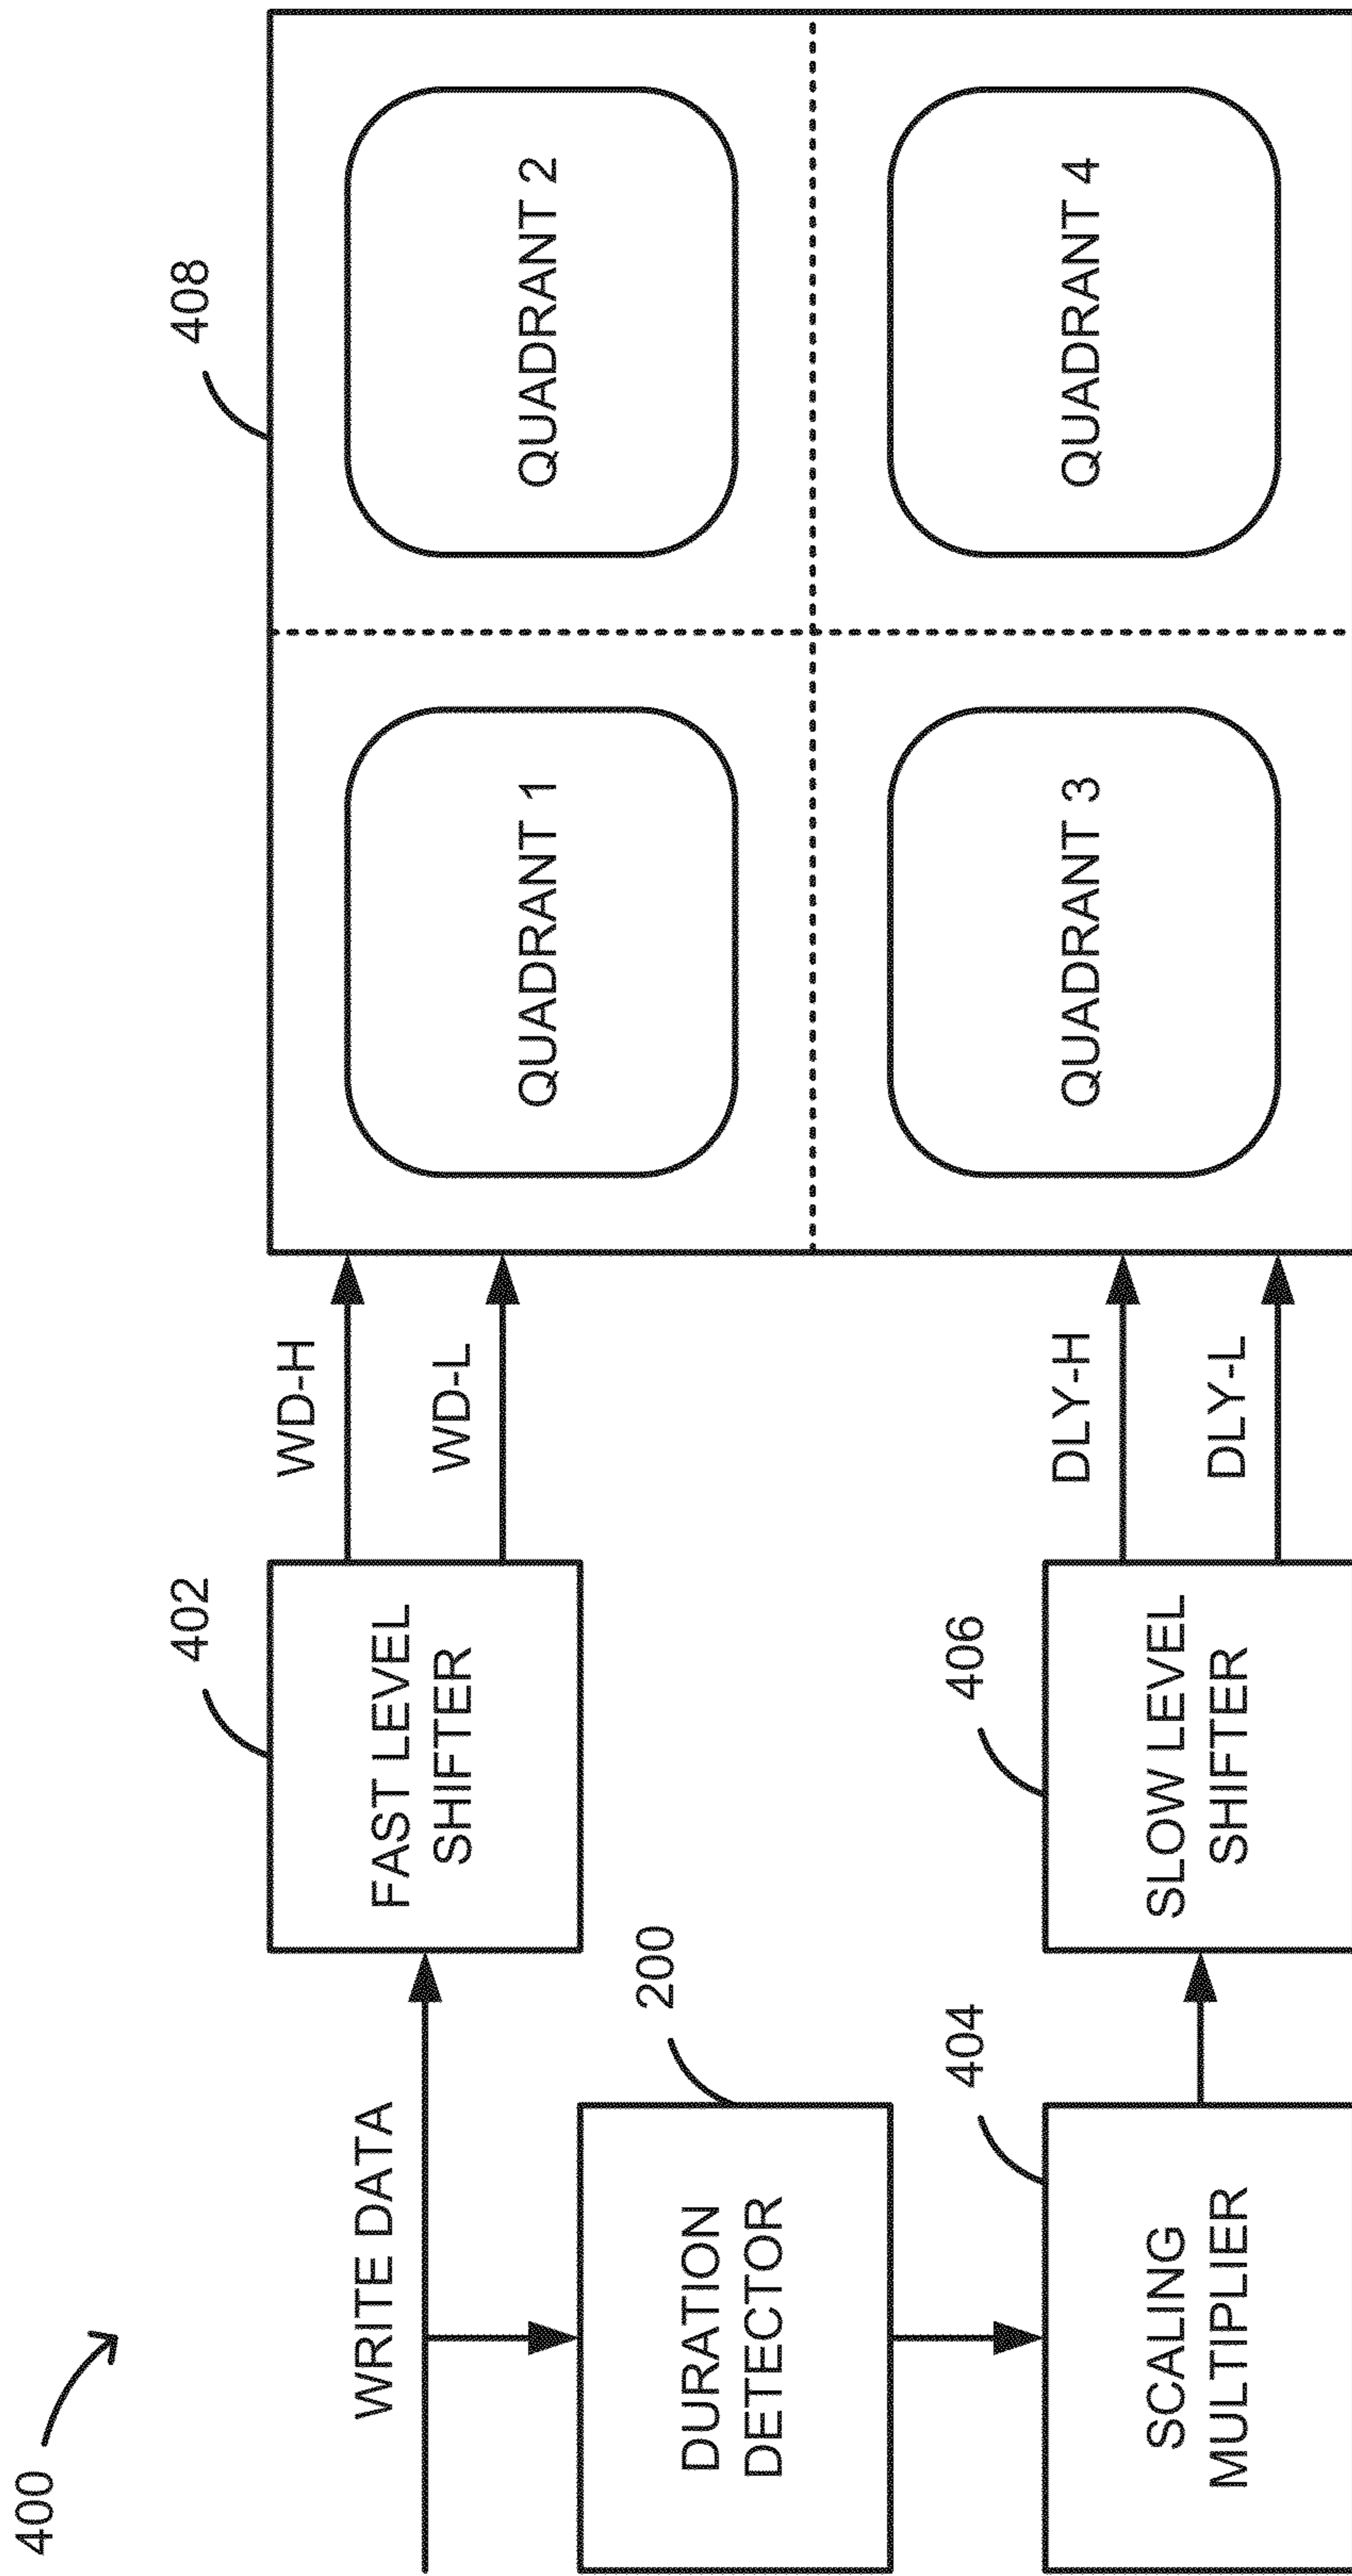 400
WRITE DATA
402
FAST LEVEL
SHIFTER
WD-H
WD-L
408
QUADRANT 1
QUADRANT 2
200
DURATION
DETECTOR
404
SCALING
MULTIPLIER
406
SLOW LEVEL
SHIFTER
DLY-H
DLY-L
QUADRANT 3
QUADRANT 4